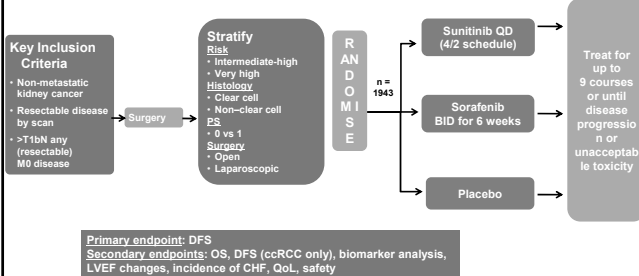 Key Inclusion
Criteria
• Non-metastatic
kidney cancer
• Resectable disease
by scan
• >T1bN any
(resectable)
M0 disease
Surgery
Stratify
Risk
• Intermediate-high
• Very high
Histology
• Clear cell
• Non–clear cell
PS
• 0 vs 1
Surgery
• Open
• Laparoscopic
R
AN
D
O
MI
S
E
n =
1943
Sunitinib QD
(4/2 schedule)
Sorafenib
BID for 6 weeks
Placebo
Treat for
up to
9 courses
or until
disease
progressio
n or
unacceptab
le toxicity
Primary endpoint: DFS
Secondary endpoints: OS, DFS (ccRCC only), biomarker analysis,
LVEF changes, incidence of CHF, QoL, safety